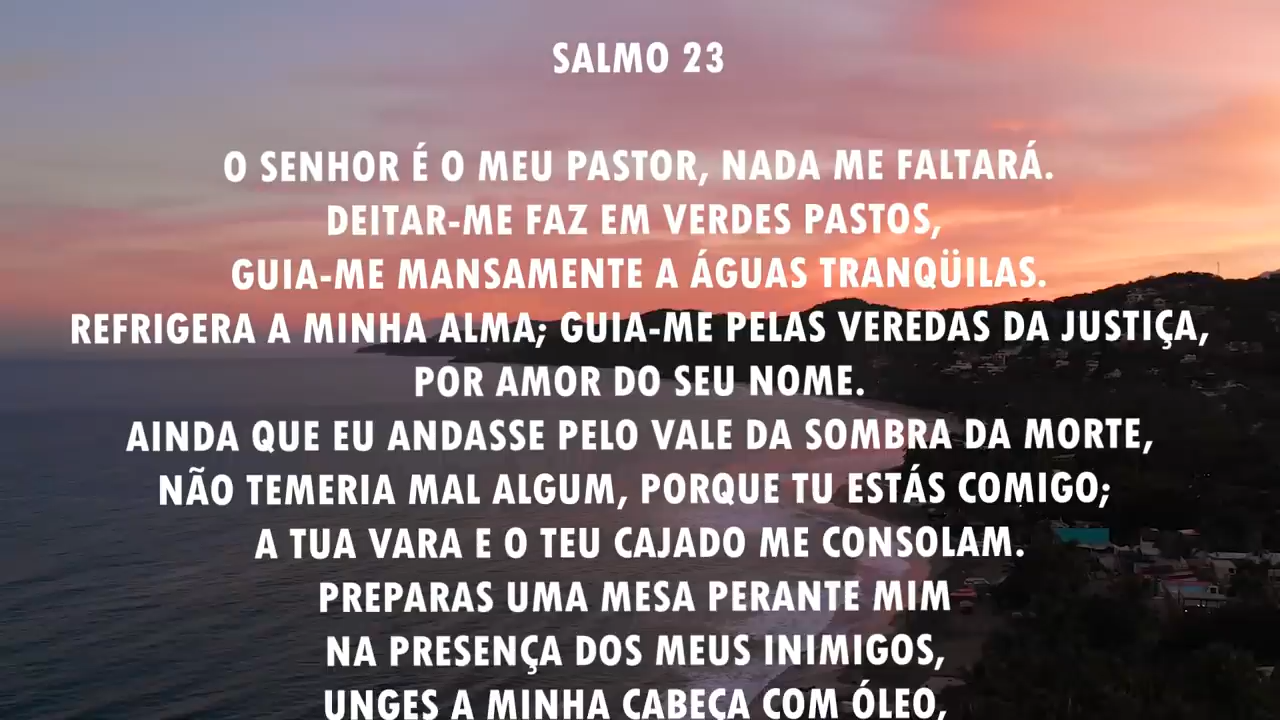 SALMO 23
O SENHOR É O MEU PASTOR, NADA ME FALTARÁ.
DEITAR-ME FAZ EM VERDES PASTOS,
GUIA-ME MANSAMENTE A ÁGUAS TRANQÜILAS.
REFRIGERA A MINHA ALMA; GUIA-ME PELAS VEREDAS DA JUSTIÇA,
POR AMOR DO SEU NOME.
AINDA QUE EU ANDASSE PELO VALE DA SOMBRA DA MORTE,
NÃO TEMERIA MAL ALGUM, PORQUE TU ESTÁS COMIGO;
A TUA VARA E O TEU CAJADO ME CONSOLAM.
PREPARAS UMA MESA PERANTE MIM
NA PRESENÇA DOS MEUS INIMIGOS,
UNGES A MINHA CABEÇA COM ÓLEO,